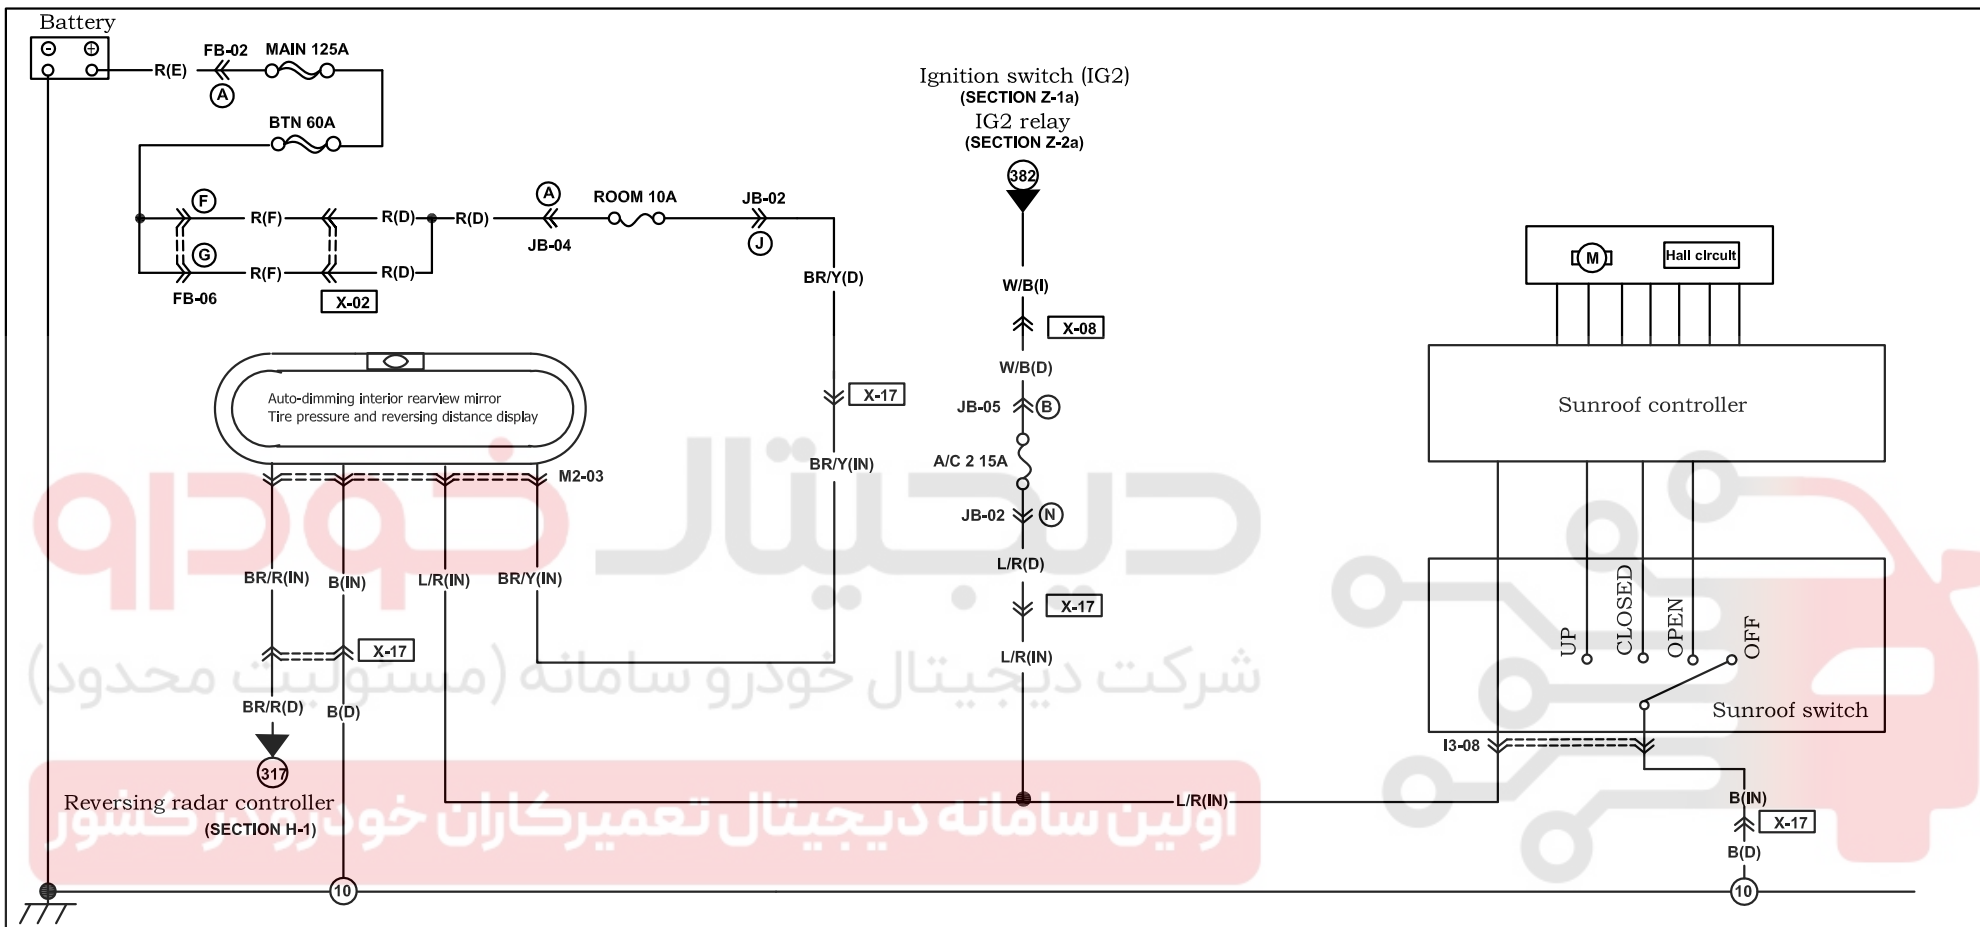 Battery
FB-02
MAIN 125A
R(E)
A
BTN 60A
F
R(F)
R(D)
R(D)
A
JB-04
ROOM 10A
JB-02
J
G
R(F)
R(D)
FB-06
X-02
BR/Y(D)
X-17
BR/Y(IN)
Ignition switch (IG2)
(SECTION Z-1a)
IG2 relay
(SECTION Z-2a)
382
W/B(I)
X-08
W/B(D)
JB-05
B
A/C 2 15A
JB-02
N
L/R(D)
X-17
L/R(IN)
M
Hall circuit
Sunroof controller
UP
CLOSED
OPEN
OFF
Sunroof switch
I3-08
L/R(IN)
B(IN)
X-17
B(D)
10
Auto-dimming interior rearview mirror
Tire pressure and reversing distance display
M2-03
BR/R(IN)
B(IN)
L/R(IN)
BR/Y(IN)
X-17
BR/R(D)
B(D)
317
Reversing radar controller
(SECTION H-1)
10
دیجیتال خودرو
شرکت دیجیتال خودرو سامانه (مسئولیت محدود)
اولین سامانه دیجیتال تعمیرکاران خودرو در کشور